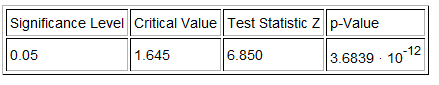 Significance Level Critical Value Test Statistic Z p-Value
0.05 1.645 6.850 3.6839 · 10⁻¹²